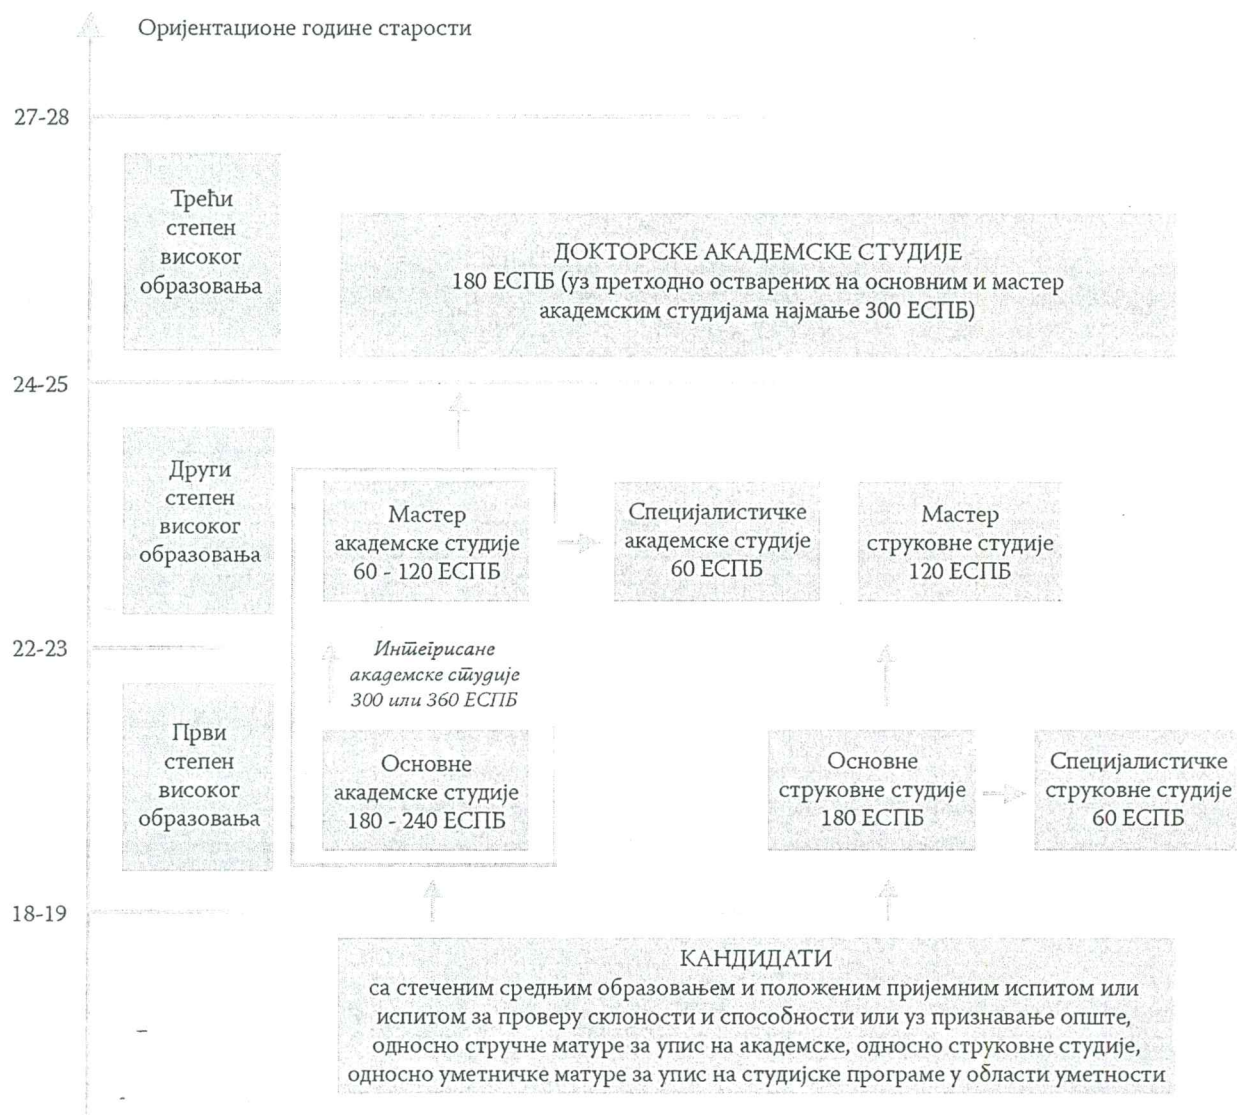 Оријентационе године старости
27-28
Трећи
степен
високог
образовања
ДОКТОРСКЕ АКАДЕМСКЕ СТУДИЈЕ
180 ЕСПБ (уз претходно остварених на основним и мастер
академским студијама најмање 300 ЕСПБ)
24-25
Други
степен
високог
образовања
Мастер
академске студије
60 - 120 ЕСПБ
Специјалистичке
академске студије
60 ЕСПБ
Мастер
струковне студије
120 ЕСПБ
22-23
Интегрисане
академске студије
300 или 360 ЕСПБ
Први
степен
високог
образовања
Основне
академске студије
180 - 240 ЕСПБ
Основне
струковне студије
180 ЕСПБ
Специјалистичке
струковне студије
60 ЕСПБ
18-19
КАНДИДАТИ
са стеченим средњим образовањем и положеним пријемним испитом или
испитом за проверу склоности и способности или уз признавање опште,
односно стручне матуре за упис на академске, односно струковне студије,
односно уметничке матуре за упис на студијске програме у области уметности